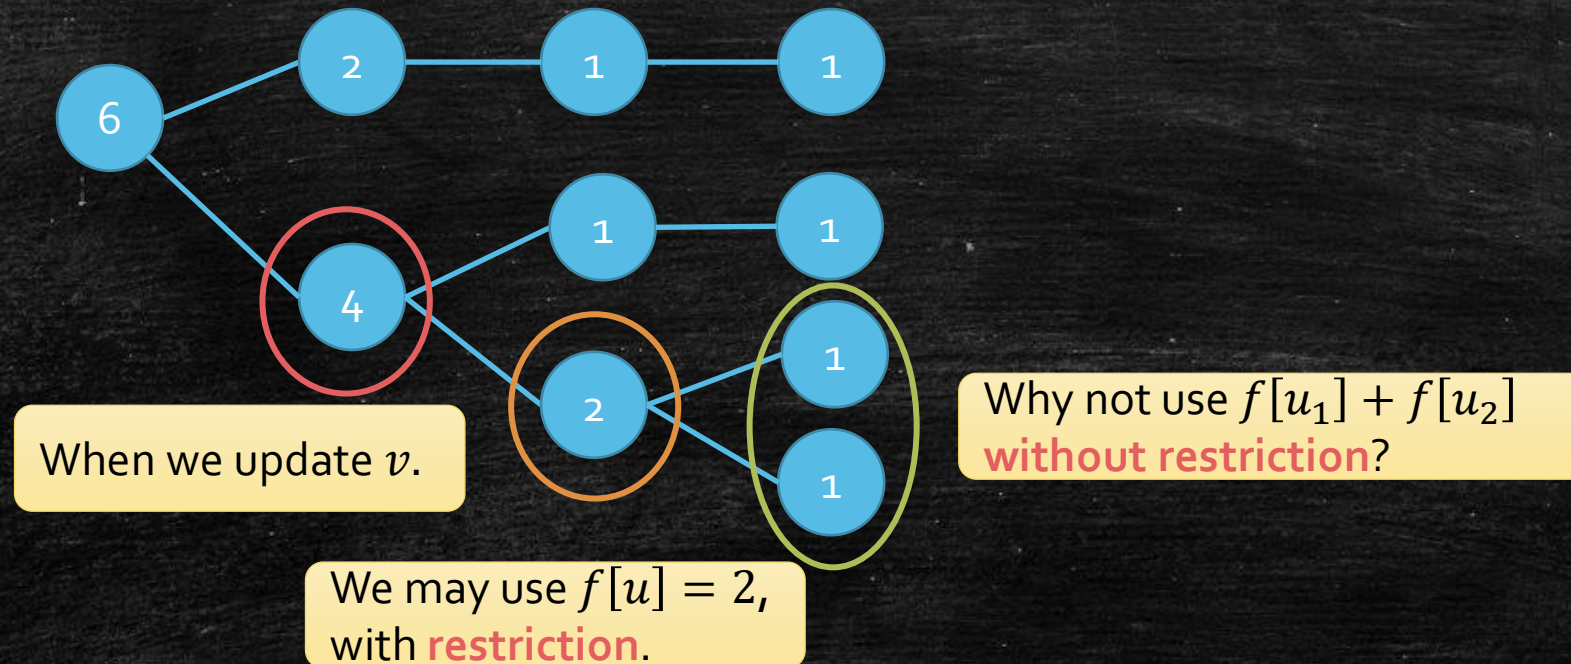 2
1
1
6
1
1
4
1
2
1
Why not use f[u₁] + f[u₂]
without restriction?
When we update v.
We may use f[u] = 2,
with restriction.